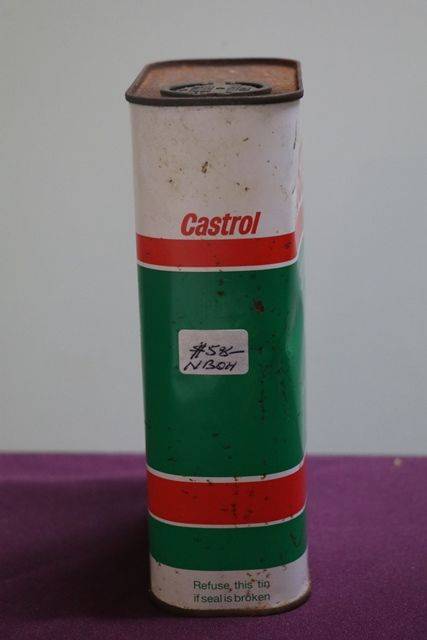 Castrol
$58-
NBOH
Refuse this tin
if seal is broken